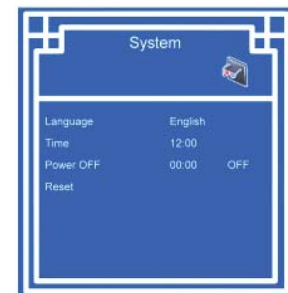 System
Language English
Time 12:00
Power OFF 00:00 OFF
Reset